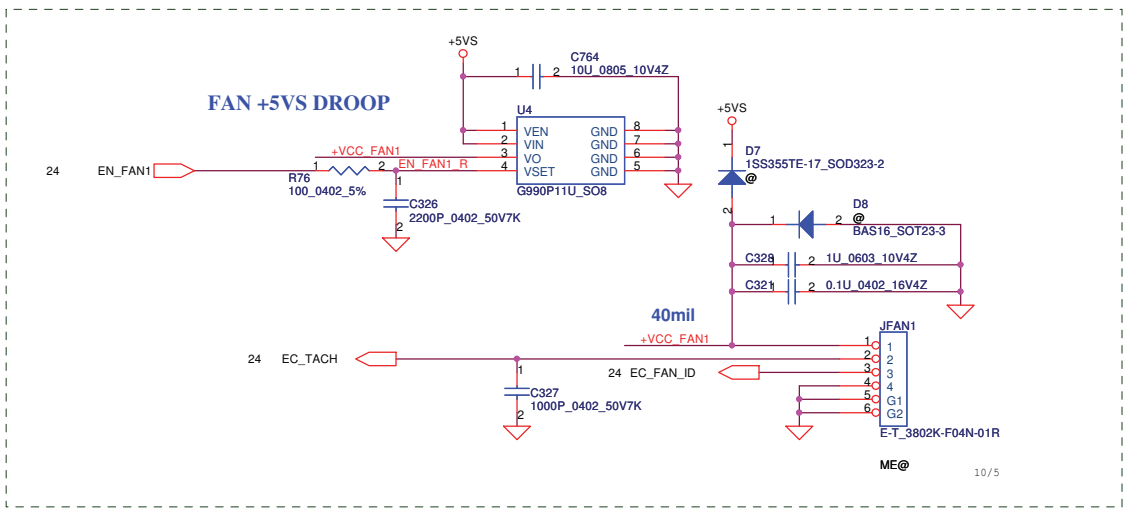 +5VS
C764
1 2 10U_0805_10V4Z
FAN +5VS DROOP
U4
+5VS
1 VEN GND 8
2 VIN GND 7
+VCC_FAN1 3 VO GND 6
EN_FAN1_R 4 VSET GND 5
G990P11U_SO8
24 EN_FAN1
1 2
R76
100_0402_5%
1
C326
2200P_0402_50V7K
2
1
D7
1SS355TE-17_SOD323-2
@
2
D8
@
1 2
BAS16_SOT23-3
C328 1 2 1U_0603_10V4Z
C321 1 2 0.1U_0402_16V4Z
40mil
+VCC_FAN1
JFAN1
24 EC_TACH
24 EC_FAN_ID
1 1
2 2
3 3
4 4
5 G1
6 G2
E-T_3802K-F04N-01R
1
C327
1000P_0402_50V7K
2
ME@
10/5